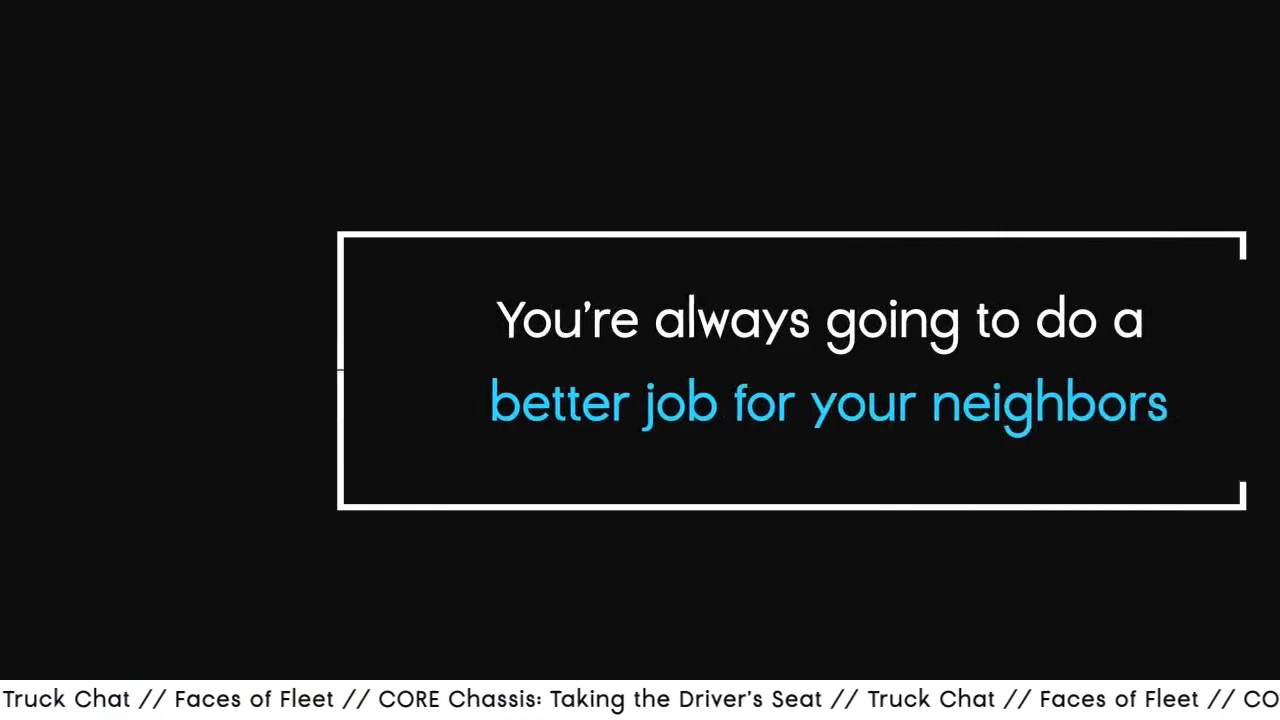 You’re always going to do a
better job for your neighbors
Truck Chat // Faces of Fleet // CORE Chassis: Taking the Driver’s Seat // Truck Chat // Faces of Fleet // CO